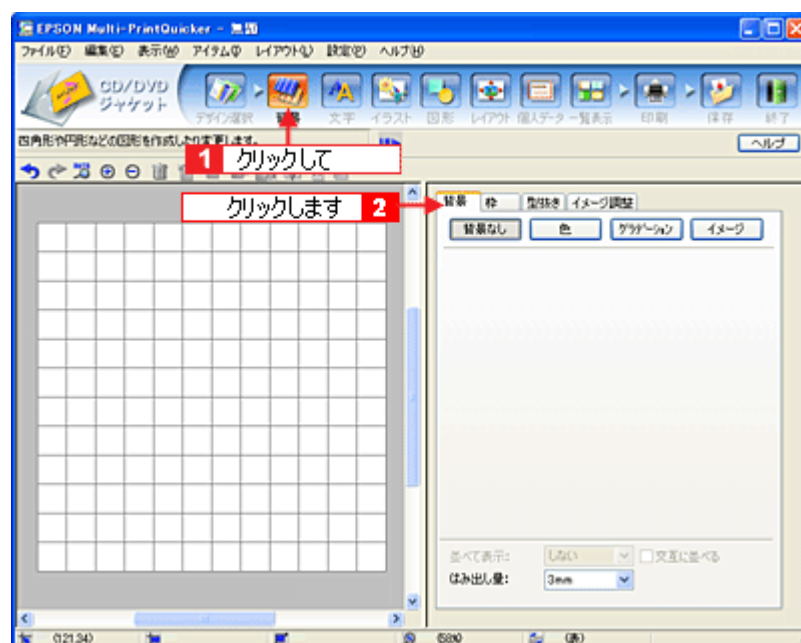 EPSON Multi-PrintQuicker - 無題
ファイル(F) 編集(E) 表示(W) アイテム(I) レイアウト(L) 設定(P) ヘルプ(H)
CD/DVD
ジャケット
デザイン選択 背景 文字 イラスト 図形 レイアウト 個人データ 一覧表示 印刷 保存 終了
四角形や円形などの図形を作成したり変更します。
ヘルプ
1 クリックして
クリックします 2
背景 枠 型抜き イメージ調整
背景なし 色 グラデーション イメージ
並べて表示: しない 交互に並べる
はみ出し量: 3mm
(121,34) (表)